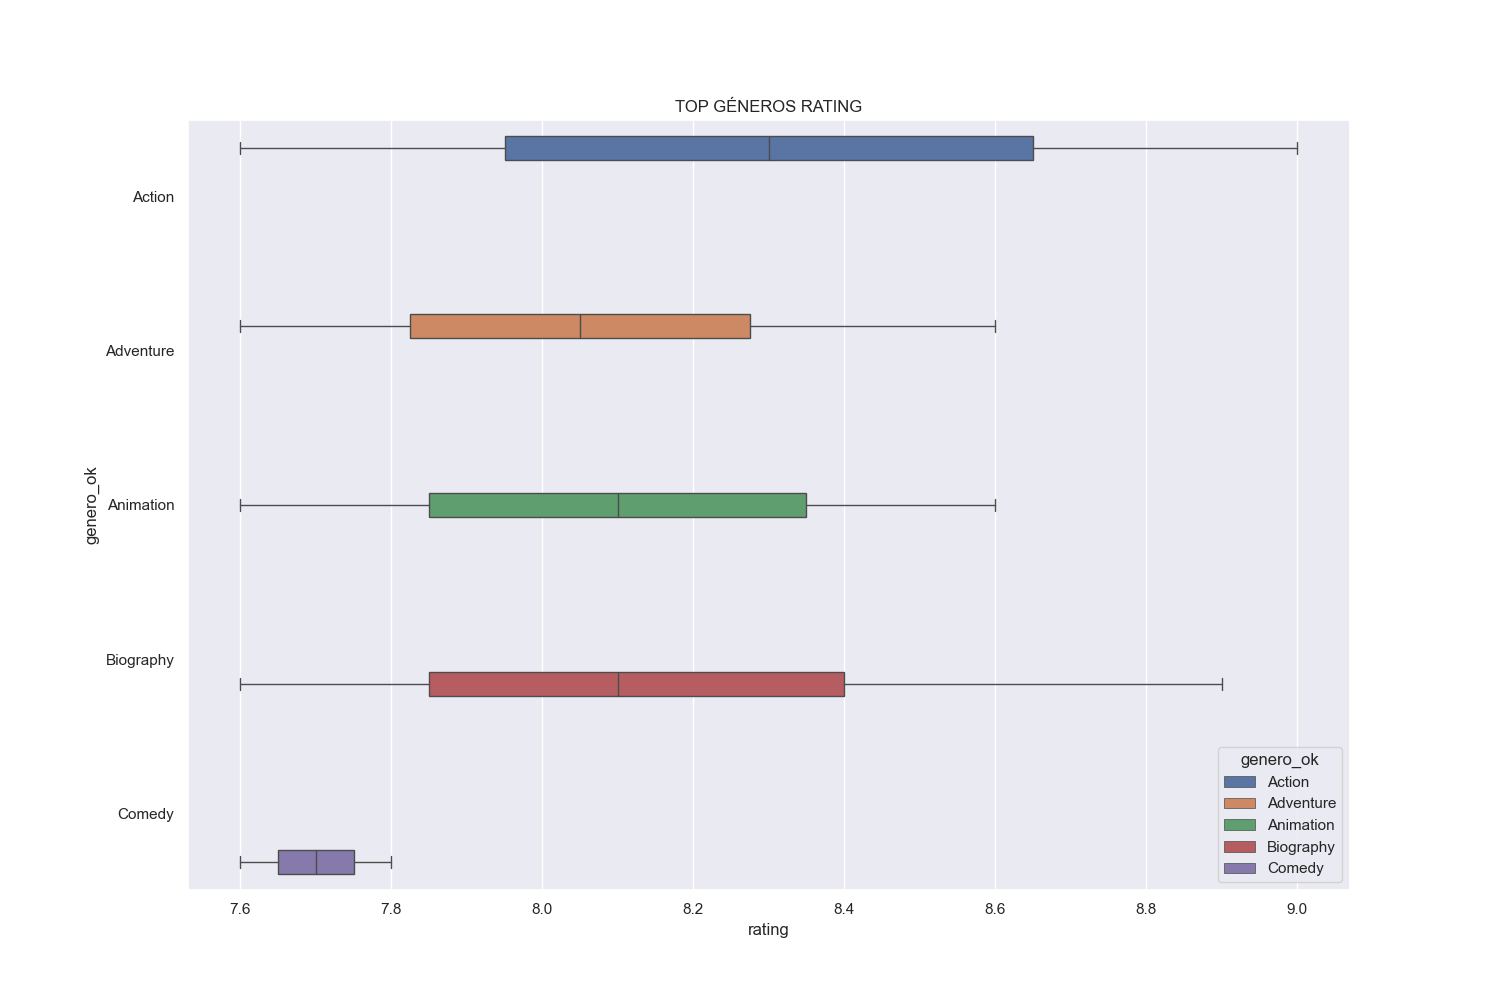 TOP GÉNEROS RATING
Action
Adventure
Animation
Biography
Comedy
genero_ok
7.6
7.8
8.0
8.2
8.4
8.6
8.8
9.0
rating
genero_ok
Action
Adventure
Animation
Biography
Comedy